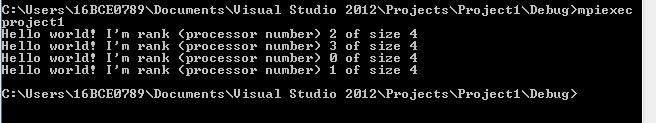 C:\Users\16BCE0789\Documents\Visual Studio 2012\Projects\Project1\Debug>mpiexec
project1
Hello world! I'm rank (processor number) 2 of size 4
Hello world! I'm rank (processor number) 3 of size 4
Hello world! I'm rank (processor number) 0 of size 4
Hello world! I'm rank (processor number) 1 of size 4
C:\Users\16BCE0789\Documents\Visual Studio 2012\Projects\Project1\Debug>